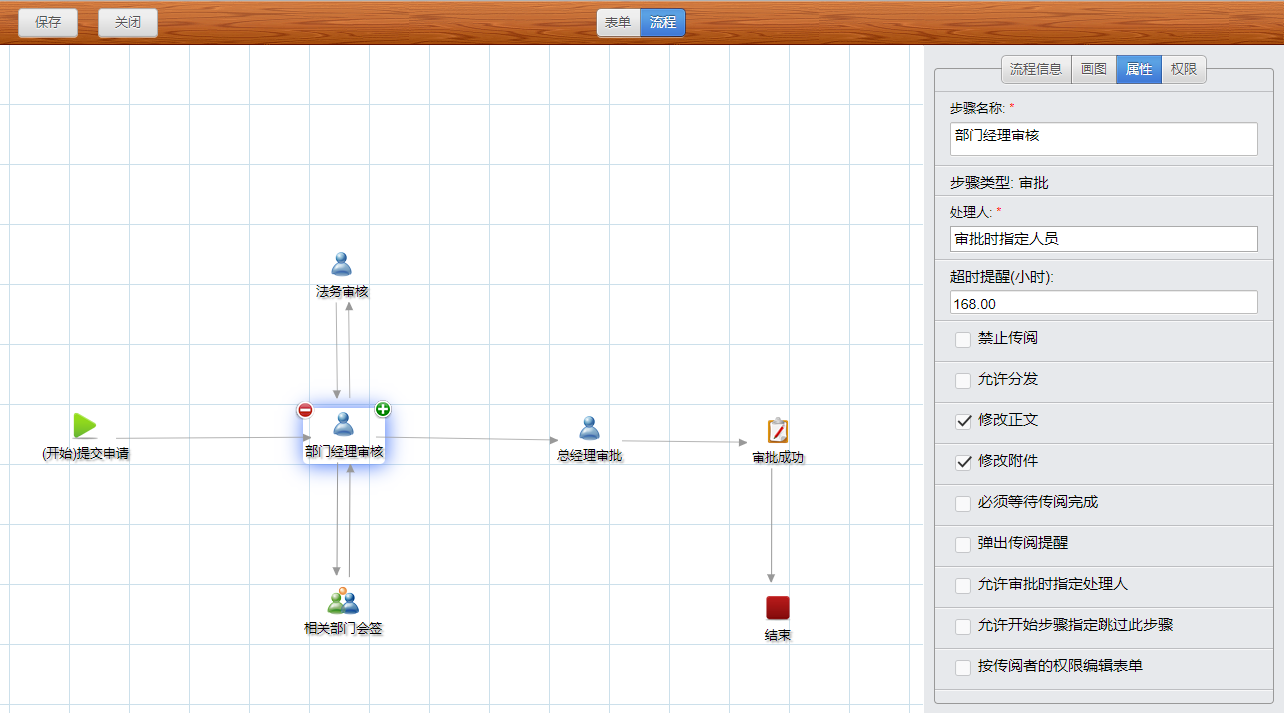 保存
关闭
表单
流程
流程信息
画图
属性
权限
步骤名称: *
部门经理审核
步骤类型: 审批
处理人: *
审批时指定人员
超时提醒(小时):
168.00
禁止传阅
允许分发
修改正文
修改附件
必须等待传阅完成
弹出传阅提醒
允许审批时指定处理人
允许开始步骤指定跳过此步骤
按传阅者的权限编辑表单
法务审核
(开始)提交申请
部门经理审核
总经理审批
审批成功
相关部门会签
结束